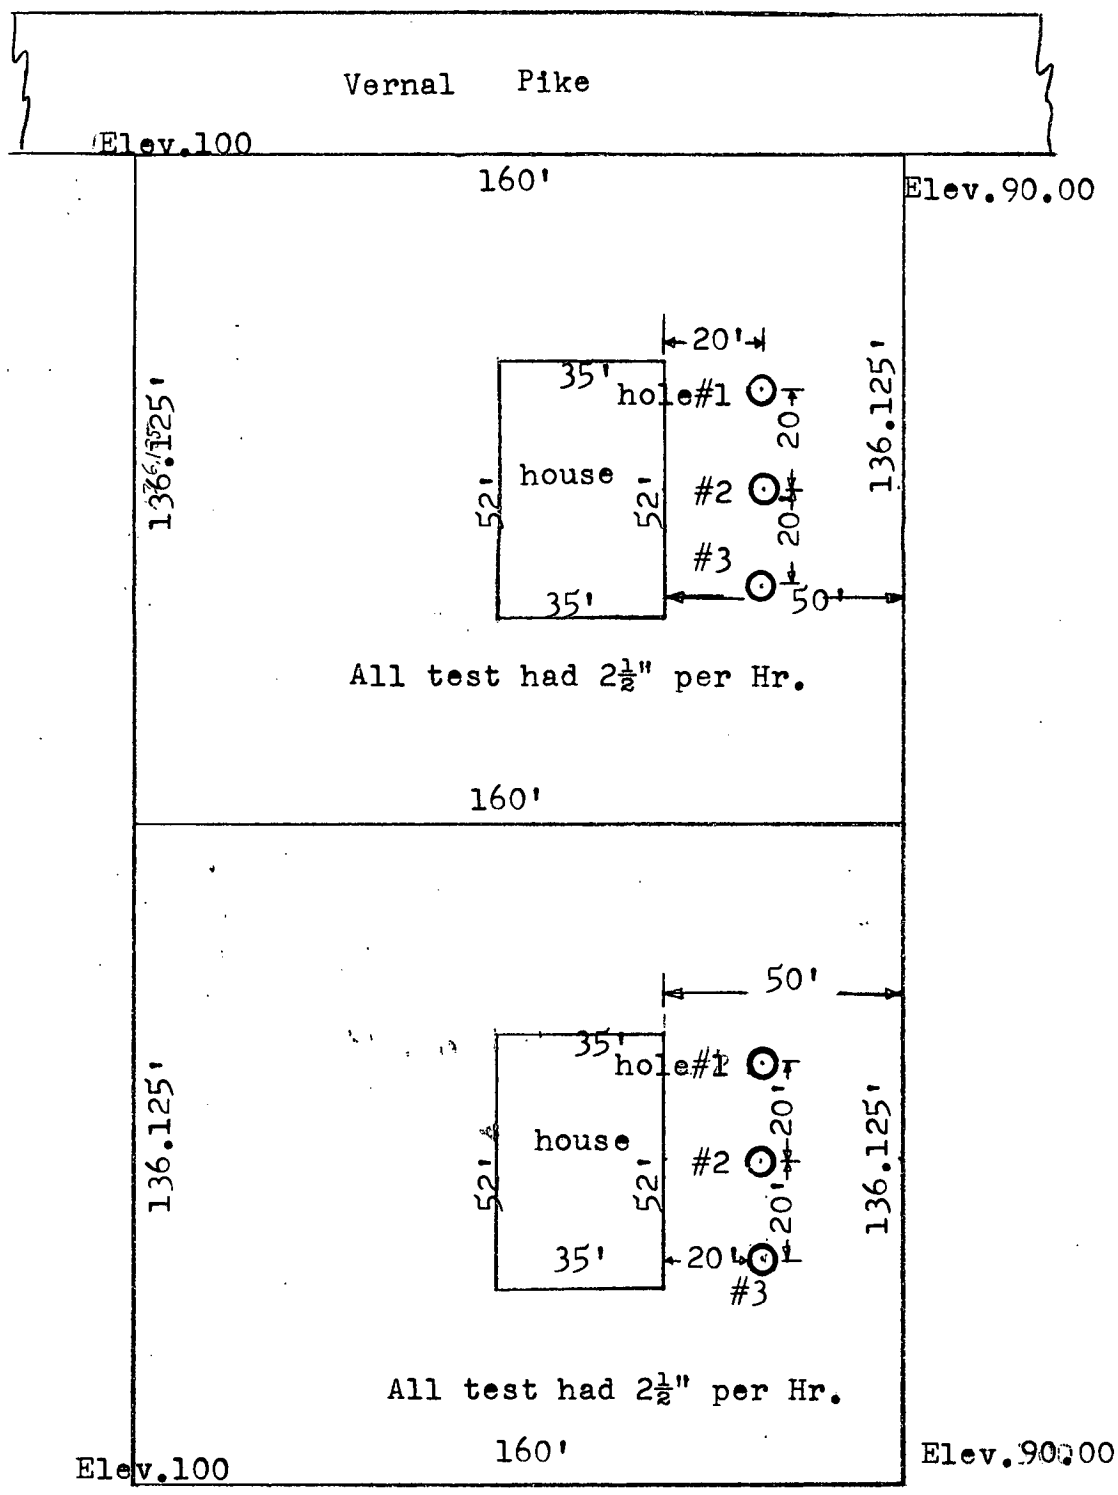 Vernal Pike
Elev.100
160'
Elev.90.00
20'
35'
hole#1
20
136.125'
136.125'
house
52'
52'
#2
20
#3
35'
50'
All test had 2½" per Hr.
160'
50'
35'
hole#1
20'
136.125'
136.125'
house
52'
52'
#2
20'
35'
20'
#3
All test had 2½" per Hr.
160'
Elev.100
Elev.90.00